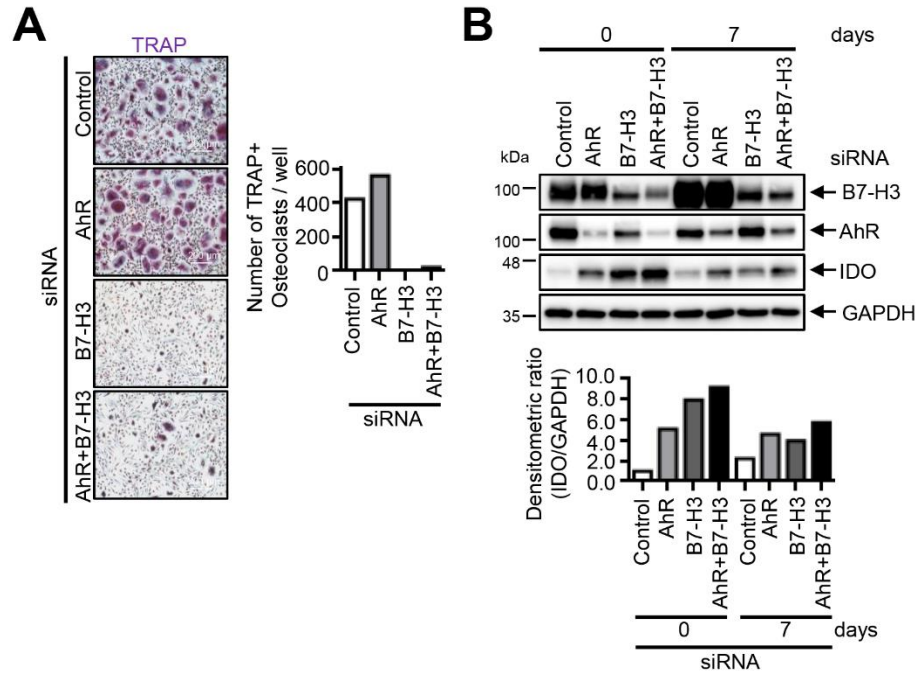 A
TRAP
siRNA
Control
200 µm
AhR
200 µm
B7-H3
AhR+B7-H3
Number of TRAP+
Osteoclasts / well
600
400
200
0
Control
AhR
B7-H3
AhR+B7-H3
siRNA
B
0 7 days
Control AhR B7-H3 AhR+B7-H3 Control AhR B7-H3 AhR+B7-H3
kDa siRNA
100 B7-H3
100 AhR
48 IDO
35 GAPDH
Densitometric ratio
(IDO/GAPDH)
10.0
8.0
6.0
4.0
2.0
0.0
Control AhR B7-H3 AhR+B7-H3 Control AhR B7-H3 AhR+B7-H3
0 7 days
siRNA